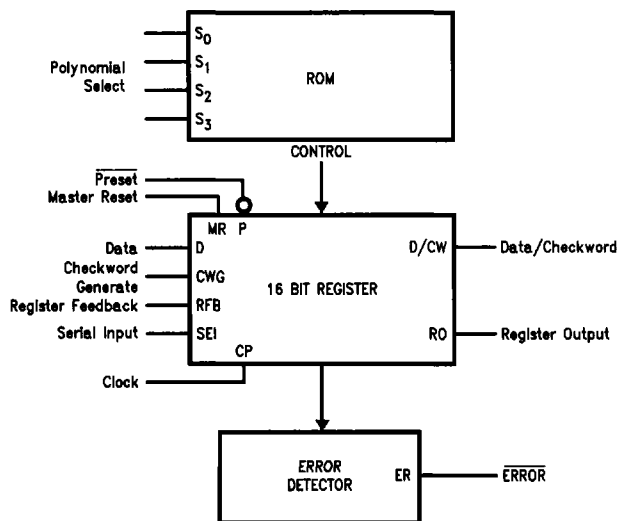 S0
Polynomial Select
S1
S2
S3
ROM
CONTROL
Preset
Master Reset
MR P
Data
D
D/CW
Data/Checkword
Checkword
Generate
CWG
16 BIT REGISTER
Register Feedback
RFB
Serial Input
SEI
RO
Register Output
CP
Clock
ERROR
DETECTOR
ER
ERROR